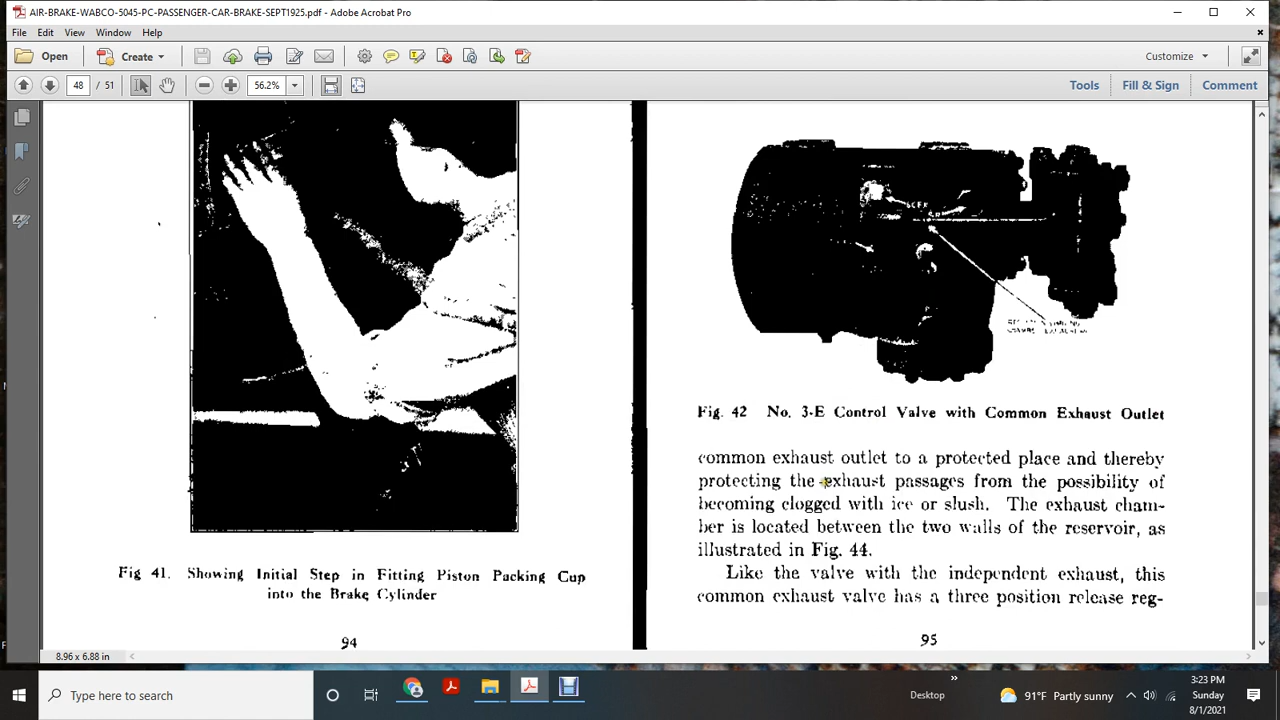 AIR-BRAKE-WABCO-5045-PC-PASSENGER-CAR-BRAKE-SEPT1925.pdf - Adobe Acrobat Pro
File Edit View Window Help
Open Create Customize
48 / 51 56.2% Tools Fill & Sign Comment
Fig 41. Showing Initial Step in Fitting Piston Packing Cup
into the Brake Cylinder
94
Fig. 42 No. 3-E Control Valve with Common Exhaust Outlet
common exhaust outlet to a protected place and thereby
protecting the exhaust passages from the possibility of
becoming clogged with ice or slush. The exhaust cham-
ber is located between the two walls of the reservoir, as
illustrated in Fig. 44.
Like the valve with the independent exhaust, this
common exhaust valve has a three position release reg-
95
8.96 x 6.88 in
Type here to search
Desktop
91°F Partly sunny
3:23 PM
Sunday
8/1/2021